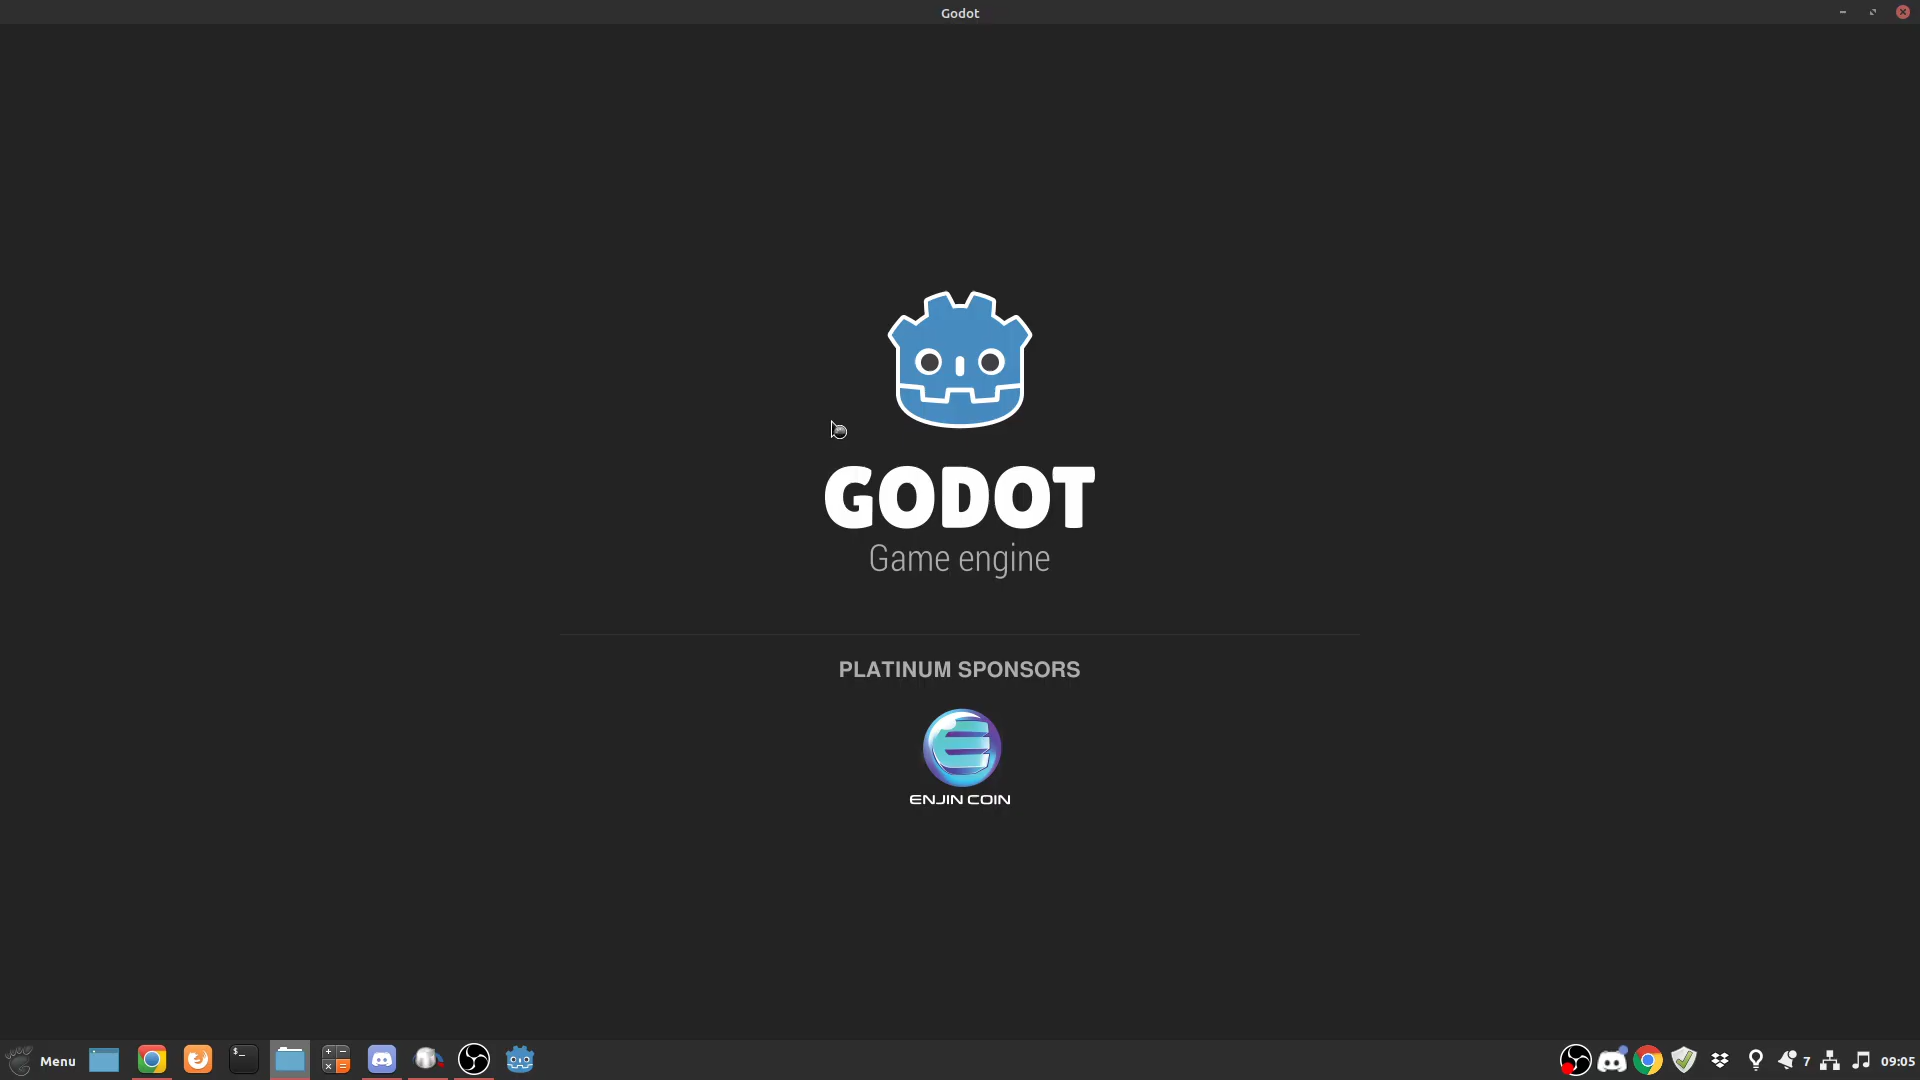 Godot
GODOT
Game engine
PLATINUM SPONSORS
ENJIN COIN
Menu
$_
7
09:05